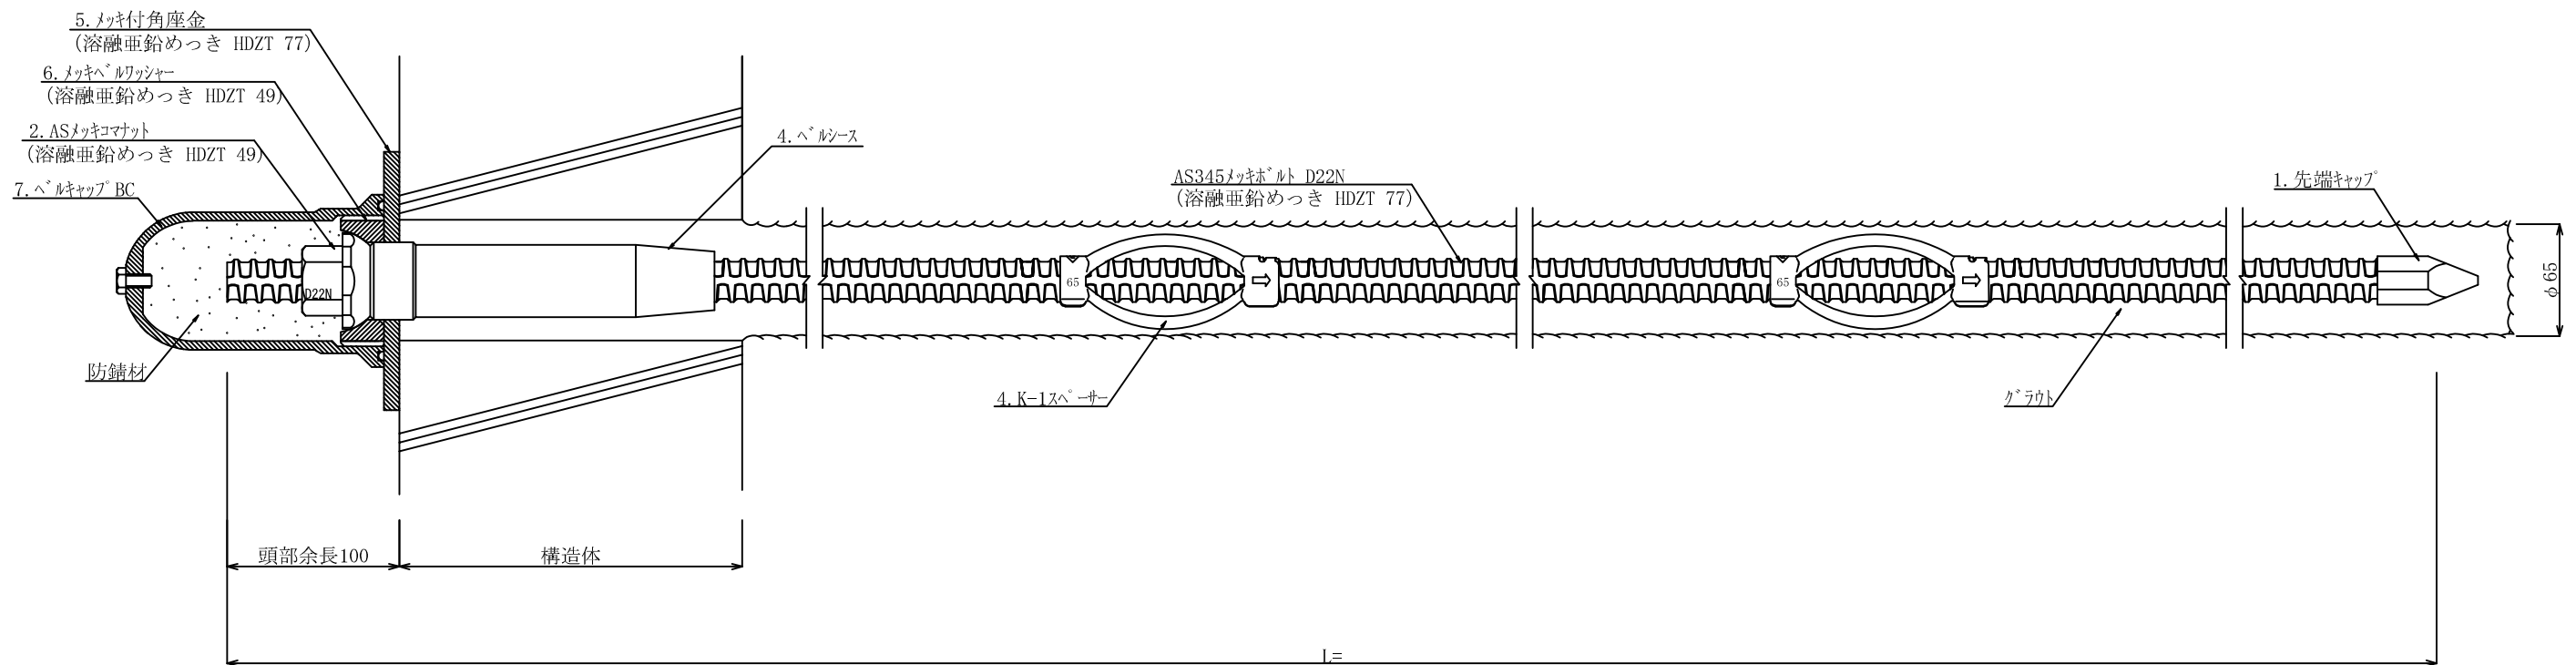 5.ﾒｯｷ付角座金
(溶融亜鉛めっき HDZT 77)
6.ﾒｯｷﾍﾞﾙﾜｯｼｬｰ
(溶融亜鉛めっき HDZT 49)
2.ASﾒｯｷｺﾏﾅｯﾄ
(溶融亜鉛めっき HDZT 49)
7.ﾍﾞﾙｷｬｯﾌﾟBC
4.ﾍﾞﾙｼｰｽ
AS345ﾒｯｷﾎﾞﾙﾄ D22N
(溶融亜鉛めっき HDZT 77)
1.先端ｷｬｯﾌﾟ
D22N
65
65
φ65
防錆材
4.K-1ｽﾍﾟｰｻｰ
ｸﾞﾗｳﾄ
頭部余長100
構造体
L=